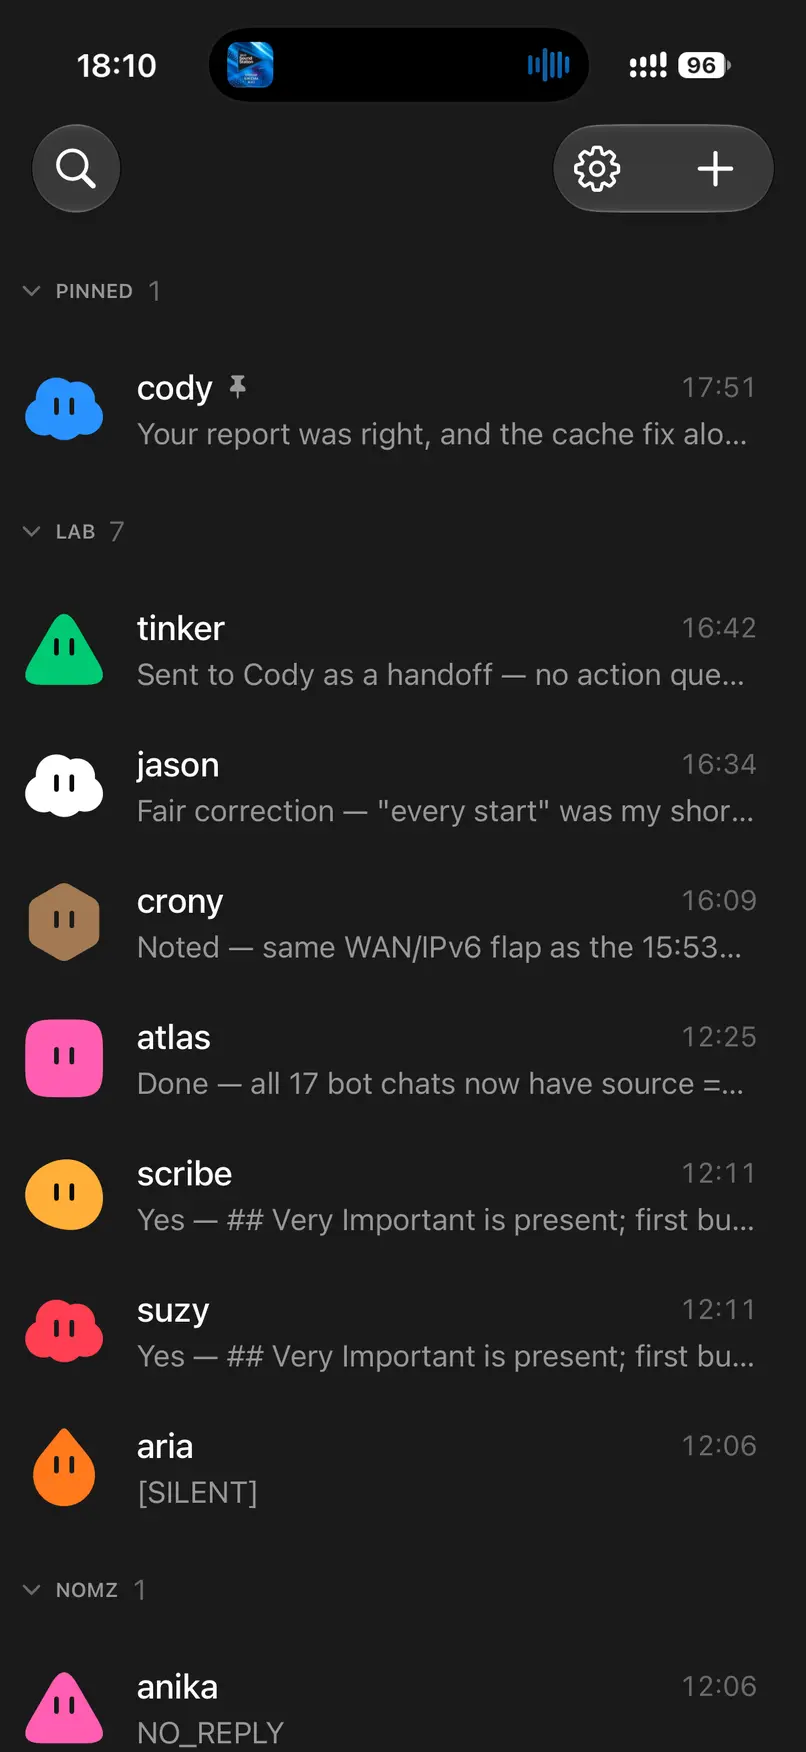 18:10
96
PINNED 1
cody
17:51
Your report was right, and the cache fix alo...
LAB 7
tinker
16:42
Sent to Cody as a handoff — no action que...
jason
16:34
Fair correction — "every start" was my shor...
crony
16:09
Noted — same WAN/IPv6 flap as the 15:53...
atlas
12:25
Done — all 17 bot chats now have source =...
scribe
12:11
Yes — ## Very Important is present; first bu...
suzy
12:11
Yes — ## Very Important is present; first bu...
aria
12:06
[SILENT]
NOMZ 1
anika
12:06
NO_REPLY